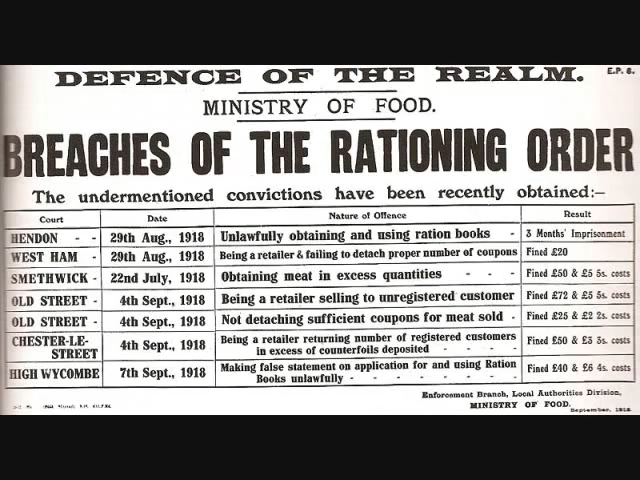 E.P. 8.
DEFENCE OF THE REALM.
MINISTRY OF FOOD.
BREACHES OF THE RATIONING ORDER
The undermentioned convictions have been recently obtained:—
Court Date Nature of Offence Result
HENDON - - 29th Aug., 1918 Unlawfully obtaining and using ration books - 3 Months' Imprisonment
WEST HAM - 29th Aug., 1918 Being a retailer & failing to detach proper number of coupons Fined £20
SMETHWICK - 22nd July, 1918 Obtaining meat in excess quantities - - - Fined £50 & £5 5s. costs
OLD STREET - 4th Sept., 1918 Being a retailer selling to unregistered customer Fined £72 & £5 5s. costs
OLD STREET - 4th Sept., 1918 Not detaching sufficient coupons for meat sold - Fined £25 & £2 2s. costs
CHESTER-LE-STREET 4th Sept., 1918 Being a retailer returning number of registered customers
in excess of counterfoils deposited - - - - Fined £50 & £3 3s. costs
HIGH WYCOMBE 7th Sept., 1918 Making false statement on application for and using Ration
Books unlawfully - - - - - - - Fined £40 & £6 4s. costs
Enforcement Branch, Local Authorities Division,
MINISTRY OF FOOD.
September, 1918